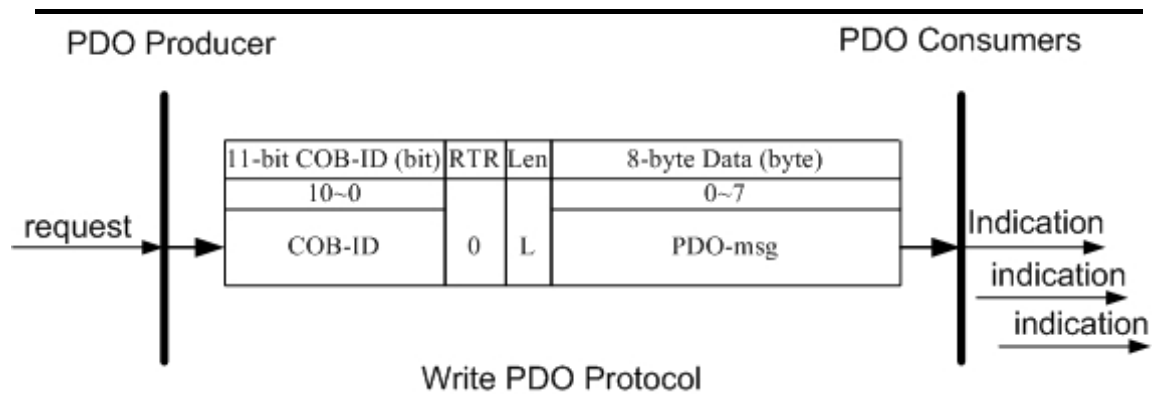 PDO Producer
PDO Consumers
11-bit COB-ID (bit) RTR Len 8-byte Data (byte)
10~0 0~7
request
COB-ID 0 L PDO-msg
Indication
indication
indication
Write PDO Protocol